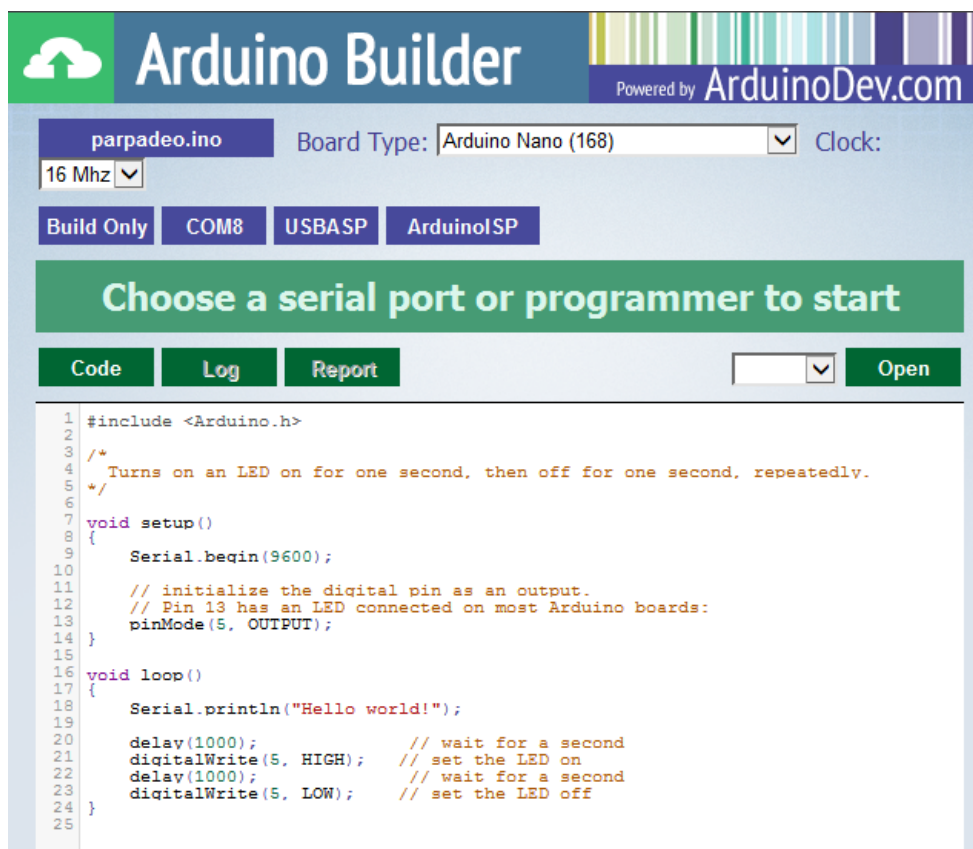 Arduino Builder
Powered by ArduinoDev.com
parpadeo.ino Board Type: Arduino Nano (168) Clock:
16 Mhz
Build Only COM8 USBASP ArduinoISP
Choose a serial port or programmer to start
Code Log Report Open
1 #include <Arduino.h>
2
3 /*
4 Turns on an LED on for one second, then off for one second, repeatedly.
5 */
6
7 void setup()
8 {
9 Serial.begin(9600);
10
11 // initialize the digital pin as an output.
12 // Pin 13 has an LED connected on most Arduino boards:
13 pinMode(5, OUTPUT);
14 }
15
16 void loop()
17 {
18 Serial.println("Hello world!");
19
20 delay(1000); // wait for a second
21 digitalWrite(5, HIGH); // set the LED on
22 delay(1000); // wait for a second
23 digitalWrite(5, LOW); // set the LED off
24 }
25